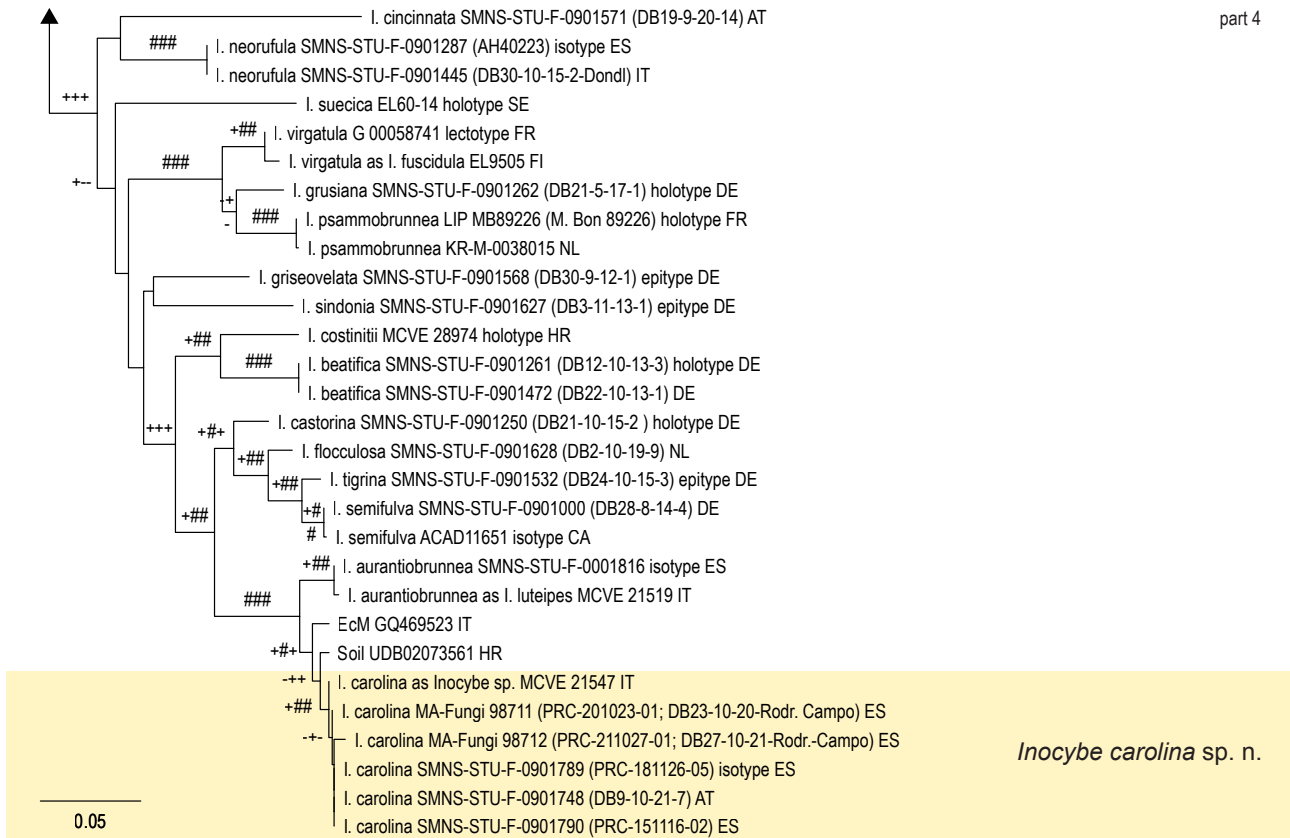 I. cincinnata SMNS-STU-F-0901571 (DB19-9-20-14) AT
part 4
###
I. neorufula SMNS-STU-F-0901287 (AH40223) isotype ES
I. neorufula SMNS-STU-F-0901445 (DB30-10-15-2-Dondl) IT
+++
I. suecica EL60-14 holotype SE
+##
I. virgatula G 00058741 lectotype FR
###
I. virgatula as I. fuscidula EL9505 FI
+--
I. grusiana SMNS-STU-F-0901262 (DB21-5-17-1) holotype DE
-+
-
###
I. psammobrunnea LIP MB89226 (M. Bon 89226) holotype FR
I. psammobrunnea KR-M-0038015 NL
I. griseovelata SMNS-STU-F-0901568 (DB30-9-12-1) epitype DE
I. sindonia SMNS-STU-F-0901627 (DB3-11-13-1) epitype DE
+##
I. costinitii MCVE 28974 holotype HR
###
I. beatifica SMNS-STU-F-0901261 (DB12-10-13-3) holotype DE
I. beatifica SMNS-STU-F-0901472 (DB22-10-13-1) DE
+++
+#+
I. castorina SMNS-STU-F-0901250 (DB21-10-15-2 ) holotype DE
+##
I. flocculosa SMNS-STU-F-0901628 (DB2-10-19-9) NL
+##
I. tigrina SMNS-STU-F-0901532 (DB24-10-15-3) epitype DE
+##
+#
#
I. semifulva SMNS-STU-F-0901000 (DB28-8-14-4) DE
I. semifulva ACAD11651 isotype CA
+##
I. aurantiobrunnea SMNS-STU-F-0001816 isotype ES
###
I. aurantiobrunnea as I. luteipes MCVE 21519 IT
EcM GQ469523 IT
+#+
Soil UDB02073561 HR
-++
I. carolina as Inocybe sp. MCVE 21547 IT
+##
I. carolina MA-Fungi 98711 (PRC-201023-01; DB23-10-20-Rodr. Campo) ES
-+-
I. carolina MA-Fungi 98712 (PRC-211027-01; DB27-10-21-Rodr.-Campo) ES
Inocybe carolina sp. n.
I. carolina SMNS-STU-F-0901789 (PRC-181126-05) isotype ES
I. carolina SMNS-STU-F-0901748 (DB9-10-21-7) AT
I. carolina SMNS-STU-F-0901790 (PRC-151116-02) ES
0.05